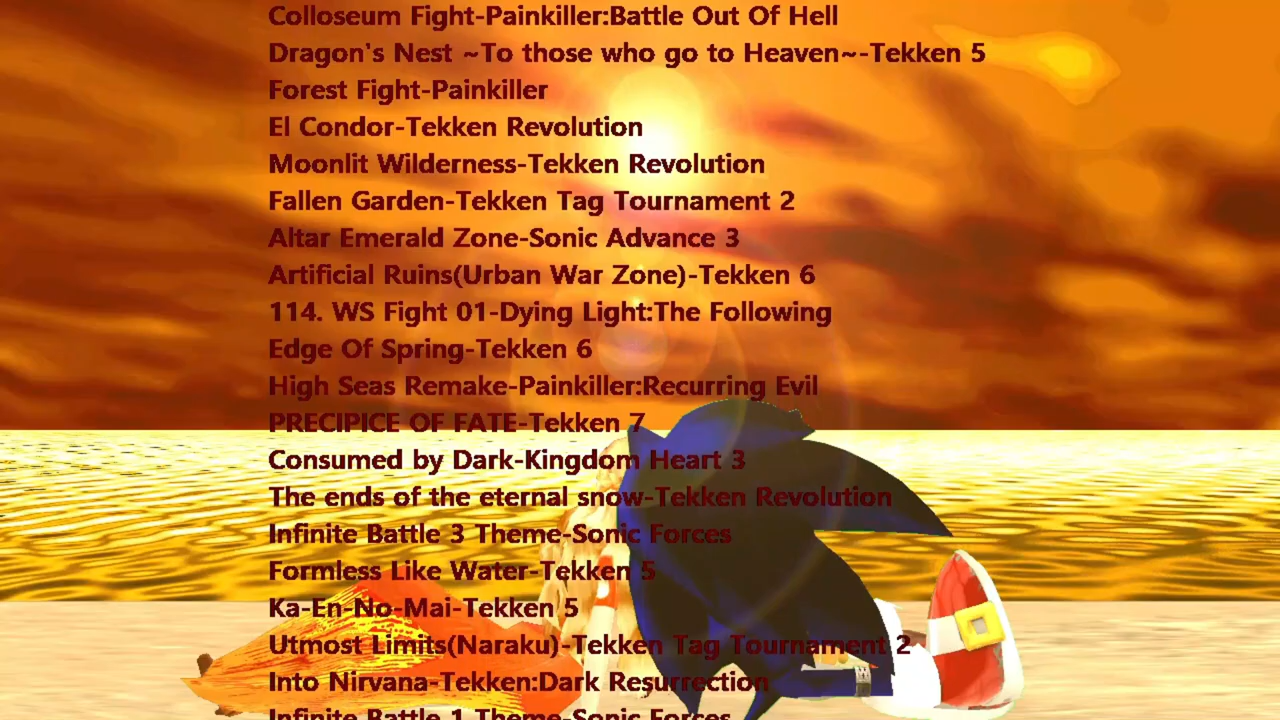 Colloseum Fight-Painkiller:Battle Out Of Hell
Dragon's Nest ~To those who go to Heaven~-Tekken 5
Forest Fight-Painkiller
El Condor-Tekken Revolution
Moonlit Wilderness-Tekken Revolution
Fallen Garden-Tekken Tag Tournament 2
Altar Emerald Zone-Sonic Advance 3
Artificial Ruins(Urban War Zone)-Tekken 6
114. WS Fight 01-Dying Light:The Following
Edge Of Spring-Tekken 6
High Seas Remake-Painkiller:Recurring Evil
PRECIPICE OF FATE-Tekken 7
Consumed by Dark-Kingdom Heart 3
The ends of the eternal snow-Tekken Revolution
Infinite Battle 3 Theme-Sonic Forces
Formless Like Water-Tekken 5
Ka-En-No-Mai-Tekken 5
Utmost Limits(Naraku)-Tekken Tag Tournament 2
Into Nirvana-Tekken:Dark Resurrection
Infinite Battle 1 Theme-Sonic Forces